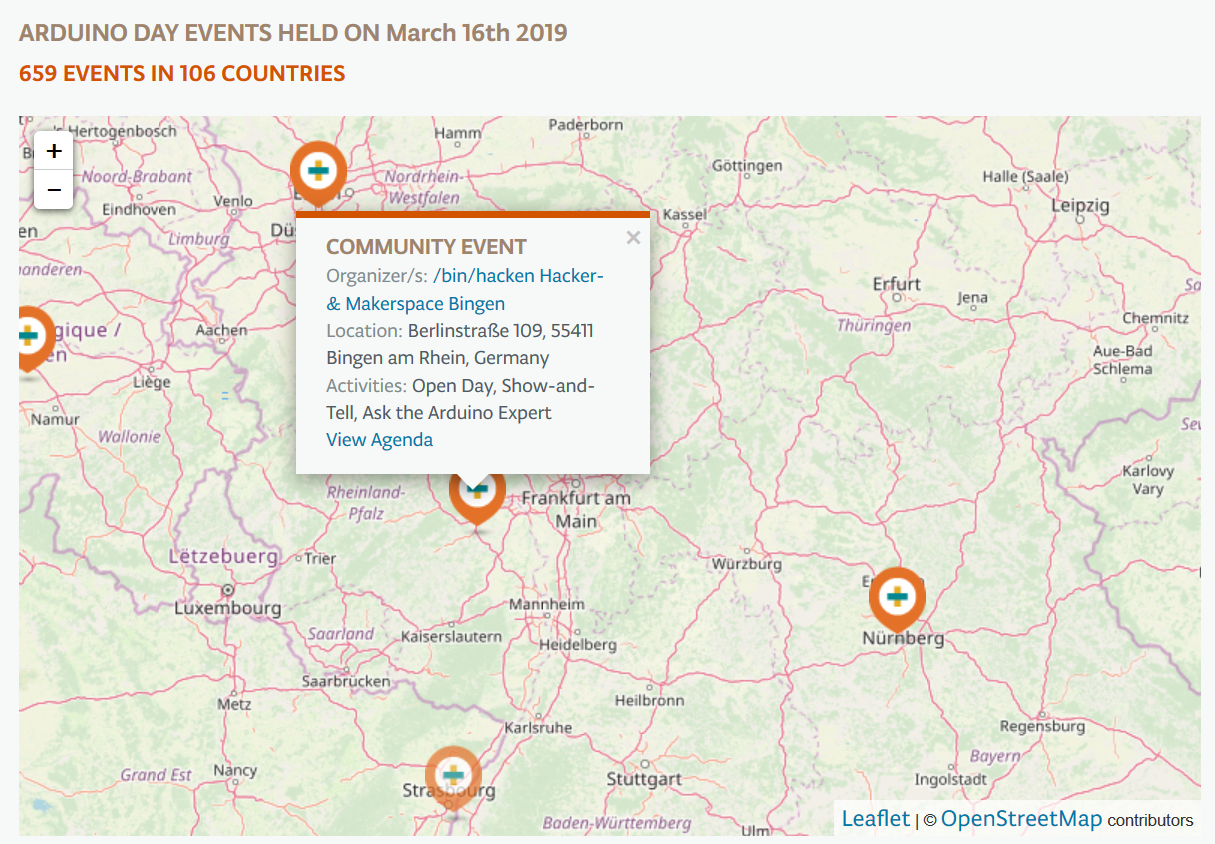 ARDUINO DAY EVENTS HELD ON March 16th 2019
659 EVENTS IN 106 COUNTRIES
+
−
's Hertogenbosch
Hamm
Paderborn
Noord-Brabant
Nordrhein-
Westfalen
Göttingen
Halle (Saale)
Eindhoven
Venlo
Kassel
Leipzig
Limburg
COMMUNITY EVENT
×
Organizer/s: /bin/hacken Hacker-
& Makerspace Bingen
Location: Berlinstraße 109, 55411
Bingen am Rhein, Germany
Activities: Open Day, Show-and-
Tell, Ask the Arduino Expert
View Agenda
Erfurt
Jena
Thüringen
Chemnitz
Aachen
Aue-Bad
Schlema
Liège
Namur
Wallonie
Karlovy
Vary
Rheinland-
Pfalz
Frankfurt am
Main
Lëtzebuerg
Trier
Würzburg
Luxembourg
Mannheim
Saarland
Kaiserslautern
Heidelberg
Nürnberg
Saarbrücken
Metz
Heilbronn
Karlsruhe
Regensburg
Bayern
Grand Est
Nancy
Stuttgart
Ingolstadt
Strasbourg
Baden-Württemberg
Ulm
Leaflet | © OpenStreetMap contributors